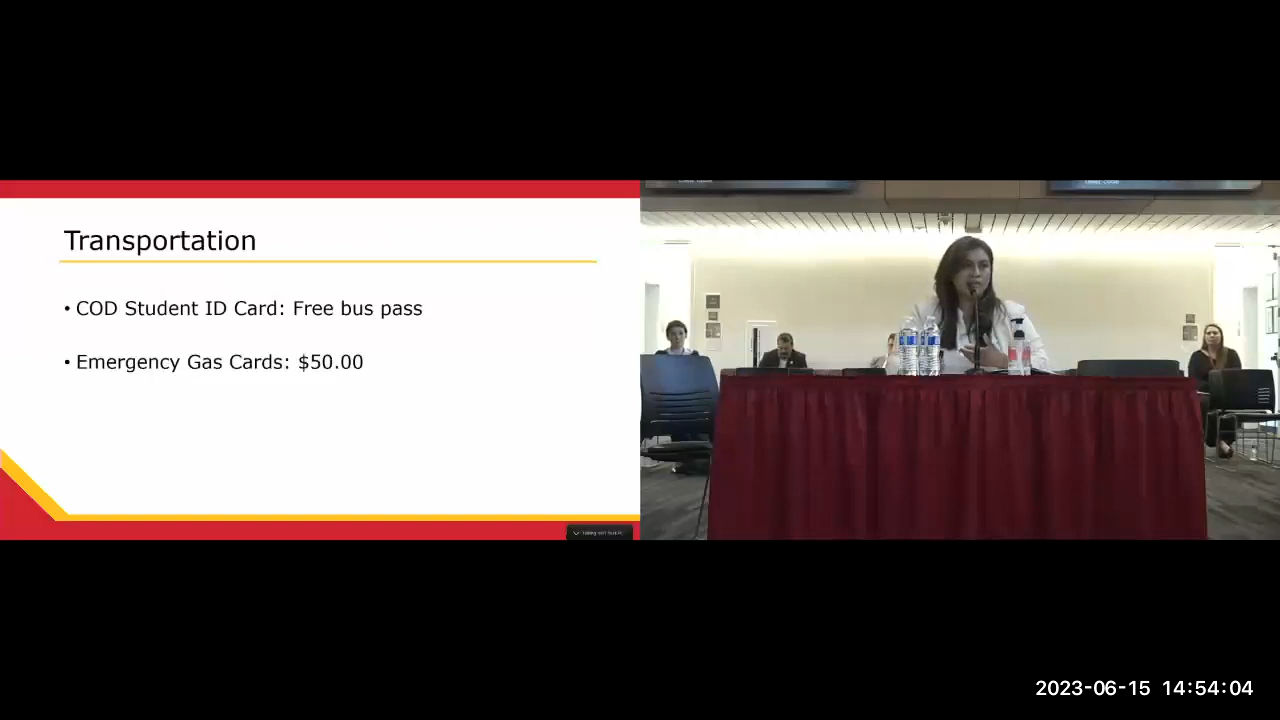 Transportation
• COD Student ID Card: Free bus pass
• Emergency Gas Cards: $50.00
2023-06-15 14:54:04